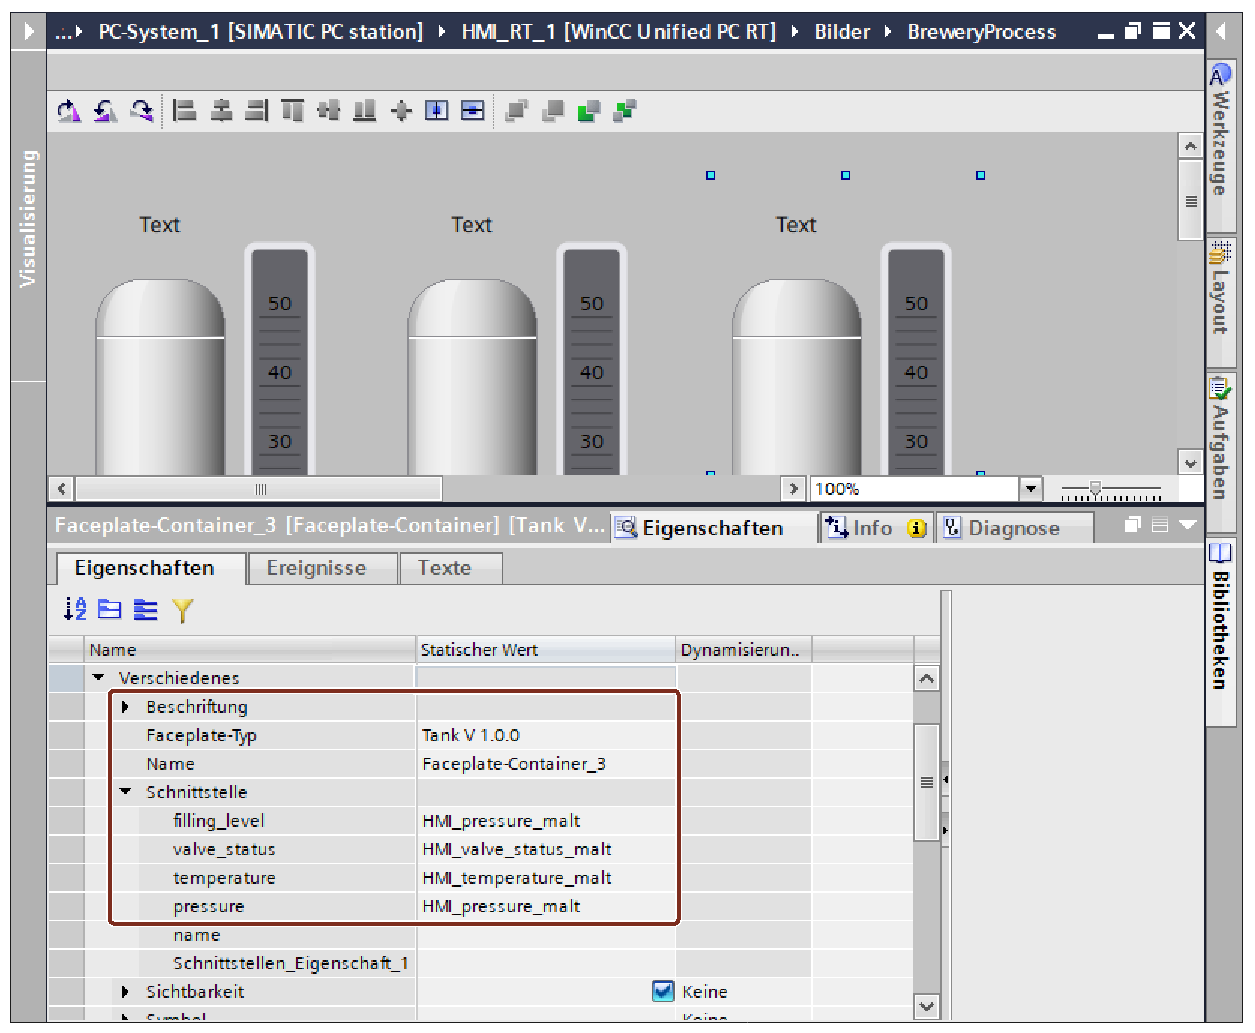 ..:. ▸ PC-System_1 [SIMATIC PC station] ▸ HMI_RT_1 [WinCC Unified PC RT] ▸ Bilder ▸ BreweryProcess
Visualisierung
Text Text Text
50 50 50
40 40 40
30 30 30
100%
Werkzeuge
Layout
Aufgaben
Bibliotheken
Faceplate-Container_3 [Faceplate-Container] [Tank V... Eigenschaften Info Diagnose
Eigenschaften Ereignisse Texte
Name Statischer Wert Dynamisierun..
Verschiedenes
Beschriftung
Faceplate-Typ Tank V 1.0.0
Name Faceplate-Container_3
Schnittstelle
filling_level HMI_pressure_malt
valve_status HMI_valve_status_malt
temperature HMI_temperature_malt
pressure HMI_pressure_malt
name
Schnittstellen_Eigenschaft_1
Sichtbarkeit Keine
Symbol Keine